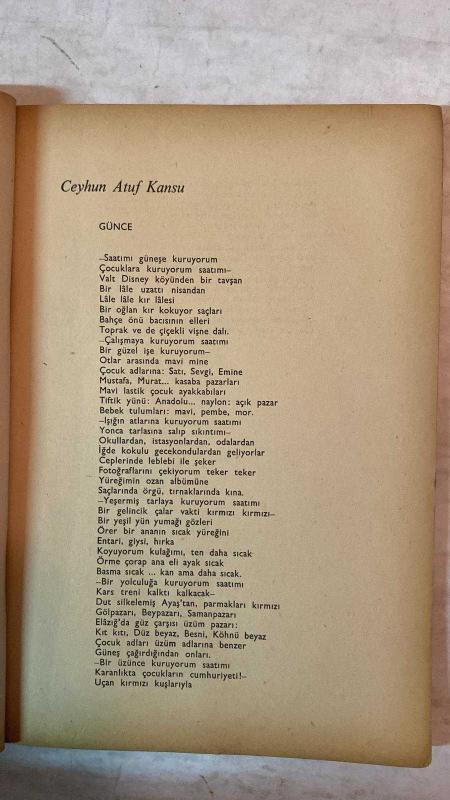 Ceyhun Atuf Kansu
GÜNCE
—Saatımı güneşe kuruyorum
Çocuklara kuruyorum saatımı—
Valt Disney köyünden bir tavşan
Bir lâle uzattı nisandan
Lâle lâle kır lâlesi
Bir oğlan kır kokuyor saçları
Bahçe önü bacısının elleri
Toprak ve de çiçekli vişne dalı.
—Çalışmaya kuruyorum saatımı
Bir güzel işe kuruyorum—
Otlar arasında mavi mine
Çocuk adlarına: Satı, Sevgi, Emine
Mustafa, Murat... kasaba pazarları
Mavi lastik çocuk ayakkabıları
Tiftik yünü: Anadolu... naylon: açık pazar
Bebek tulumları: mavi, pembe, mor.
—Işığın atlarına kuruyorum saatımı
Yonca tarlasına salıp sıkıntımı—
Okullardan, istasyonlardan, odalardan
İğde kokulu gecekondulardan geliyorlar
Ceplerinde leblebi ile şeker
Fotoğraflarını çekiyorum teker teker
Yüreğimin ozan albümüne
Saçlarında örgü, tırnaklarında kına.
—Yeşermiş tarlaya kuruyorum saatımı
Bir gelincik çalar vakti kırmızı kırmızı—
Bir yeşil yün yumağı gözleri
Örer bir ananın sıcak yüreğini
Entari, giysi, hırka
Koyuyorum kulağımı, ten daha sıcak
Örme çorap ana eli ayak sıcak
Basma sıcak ... kan ama daha sıcak.
—Bir yolculuğa kuruyorum saatımı
Kars treni kalktı kalkacak—
Dut silkelemiş Ayaş'tan, parmakları kırmızı
Gölpazarı, Beypazarı, Samanpazarı
Elâzığ'da güz çarşısı üzüm pazarı:
Kıt kıtı, Düz beyaz, Besni, Köhnü beyaz
Çocuk adları üzüm adlarına benzer
Güneş çağırdığından onları.
—Bir üzünce kuruyorum saatımı
Karanlıkta çocukların cumhuriyeti!—
Uçan kırmızı kuşlarıyla